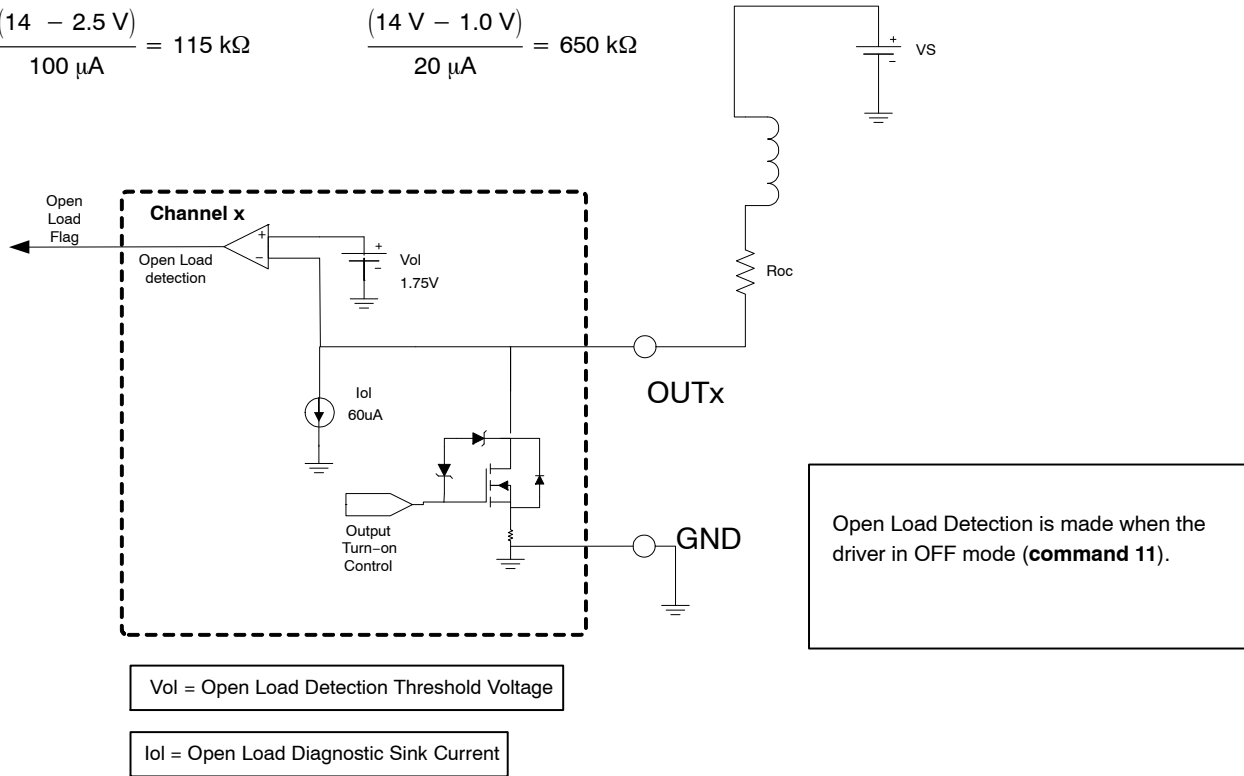 (14 − 2.5 V)
100 μA
= 115 kΩ
(14 V − 1.0 V)
20 μA
= 650 kΩ
+
−
VS
Open
Load
Flag
Channel x
+
−
Open Load
detection
+
−
Vol
1.75V
Roc
Iol
60uA
OUTx
Output
Turn−on
Control
GND
Open Load Detection is made when the
driver in OFF mode (command 11).
Vol = Open Load Detection Threshold Voltage
Iol = Open Load Diagnostic Sink Current